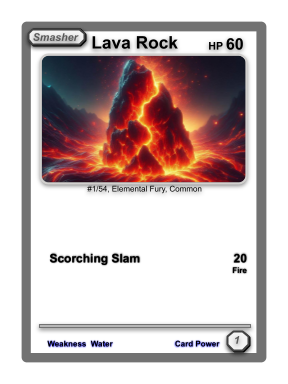 Smasher
Lava Rock HP 60
#1/54, Elemental Fury, Common
Scorching Slam 20
Fire
Weakness Water Card Power 1